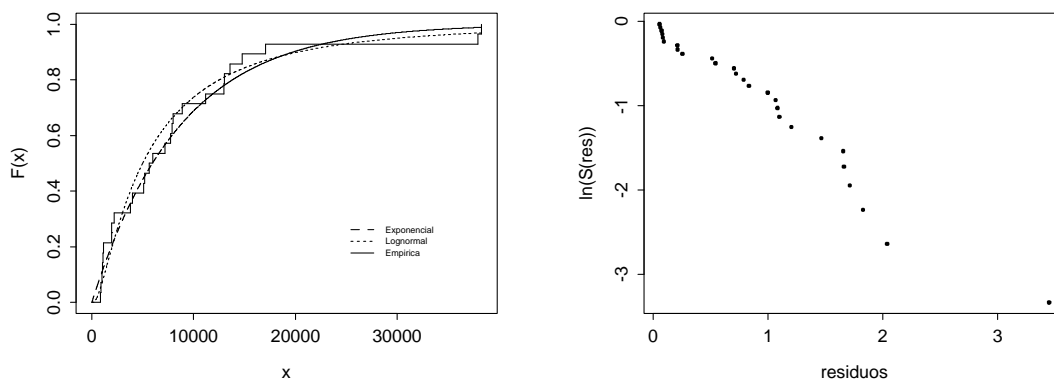 F(x)
1.0
0.8
0.6
0.4
0.2
0.0
0 10000 20000 30000
x
Exponencial
Lognormal
Empirica
ln(S(res))
-0
-1
-2
-3
0 1 2 3
residuos